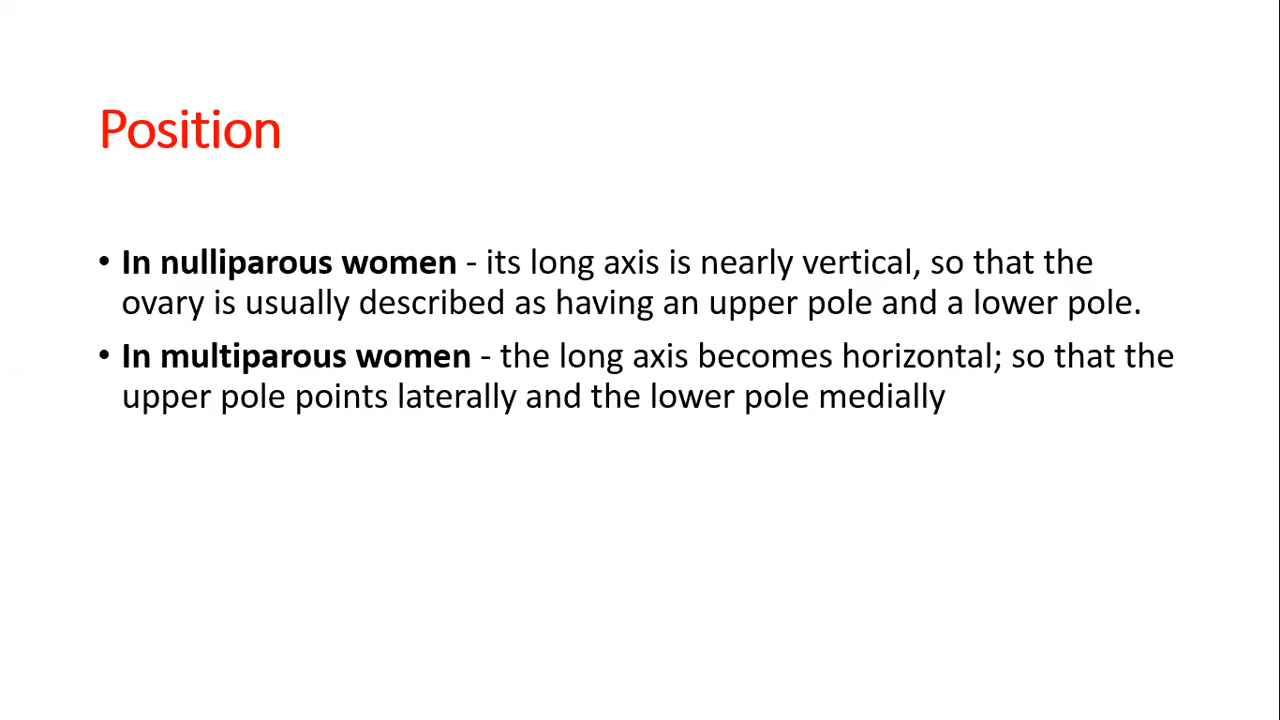 Position
• In nulliparous women - its long axis is nearly vertical, so that the
ovary is usually described as having an upper pole and a lower pole.
• In multiparous women - the long axis becomes horizontal; so that the
upper pole points laterally and the lower pole medially